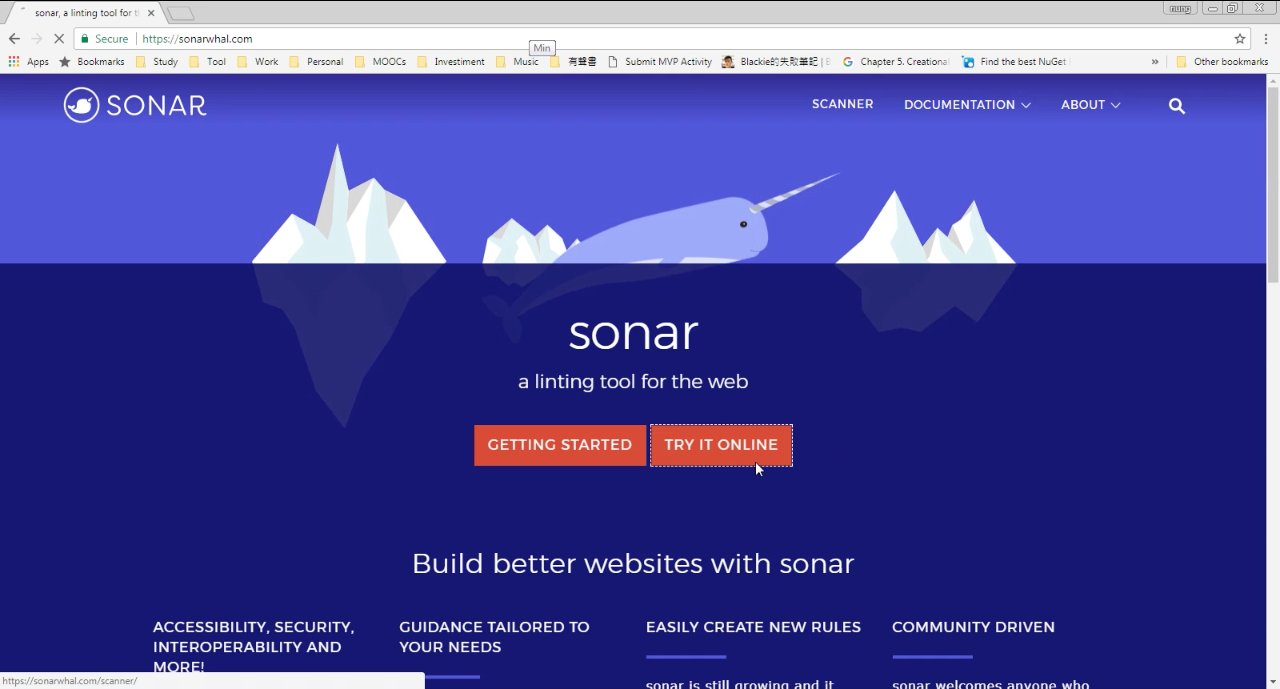 sonar, a linting tool for th
nung
Secure
https://sonarwhal.com
Min
Apps
Bookmarks
Study
Tool
Work
Personal
MOOCs
Investiment
Music
有聲書
Submit MVP Activity
Blackie的失敗筆記 | B
Chapter 5. Creational
Find the best NuGet
Other bookmarks
SONAR
SCANNER
DOCUMENTATION
ABOUT
sonar
a linting tool for the web
GETTING STARTED
TRY IT ONLINE
Build better websites with sonar
ACCESSIBILITY, SECURITY,
INTEROPERABILITY AND
MORE!
GUIDANCE TAILORED TO
YOUR NEEDS
EASILY CREATE NEW RULES
sonar is still growing and it
COMMUNITY DRIVEN
sonar welcomes anyone who
https://sonarwhal.com/scanner/